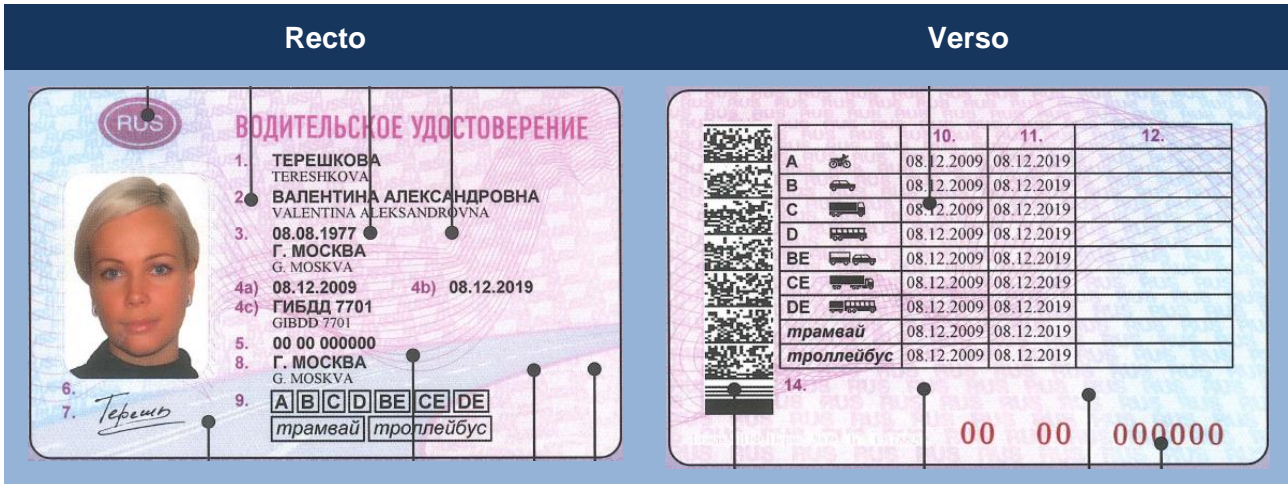 Recto
Verso
RUS
ВОДИТЕЛЬСКОЕ УДОСТОВЕРЕНИЕ
1. ТЕРЕШКОВА
TERESHKOVA
2. ВАЛЕНТИНА АЛЕКСАНДРОВНА
VALENTINA ALEKSANDROVNA
3. 08.08.1977
Г. МОСКВА
G. MOSKVA
4a) 08.12.2009 4b) 08.12.2019
4c) ГИБДД 7701
GIBDD 7701
5. 00 00 000000
8. Г. МОСКВА
G. MOSKVA
6.
7. Терешк
9. A B C D BE CE DE
трамвай троллейбус
10. 11. 12.
A 08.12.2009 08.12.2019
B 08.12.2009 08.12.2019
C 08.12.2009 08.12.2019
D 08.12.2009 08.12.2019
BE 08.12.2009 08.12.2019
CE 08.12.2009 08.12.2019
DE 08.12.2009 08.12.2019
трамвай 08.12.2009 08.12.2019
троллейбус 08.12.2009 08.12.2019
14.
00 00 000000